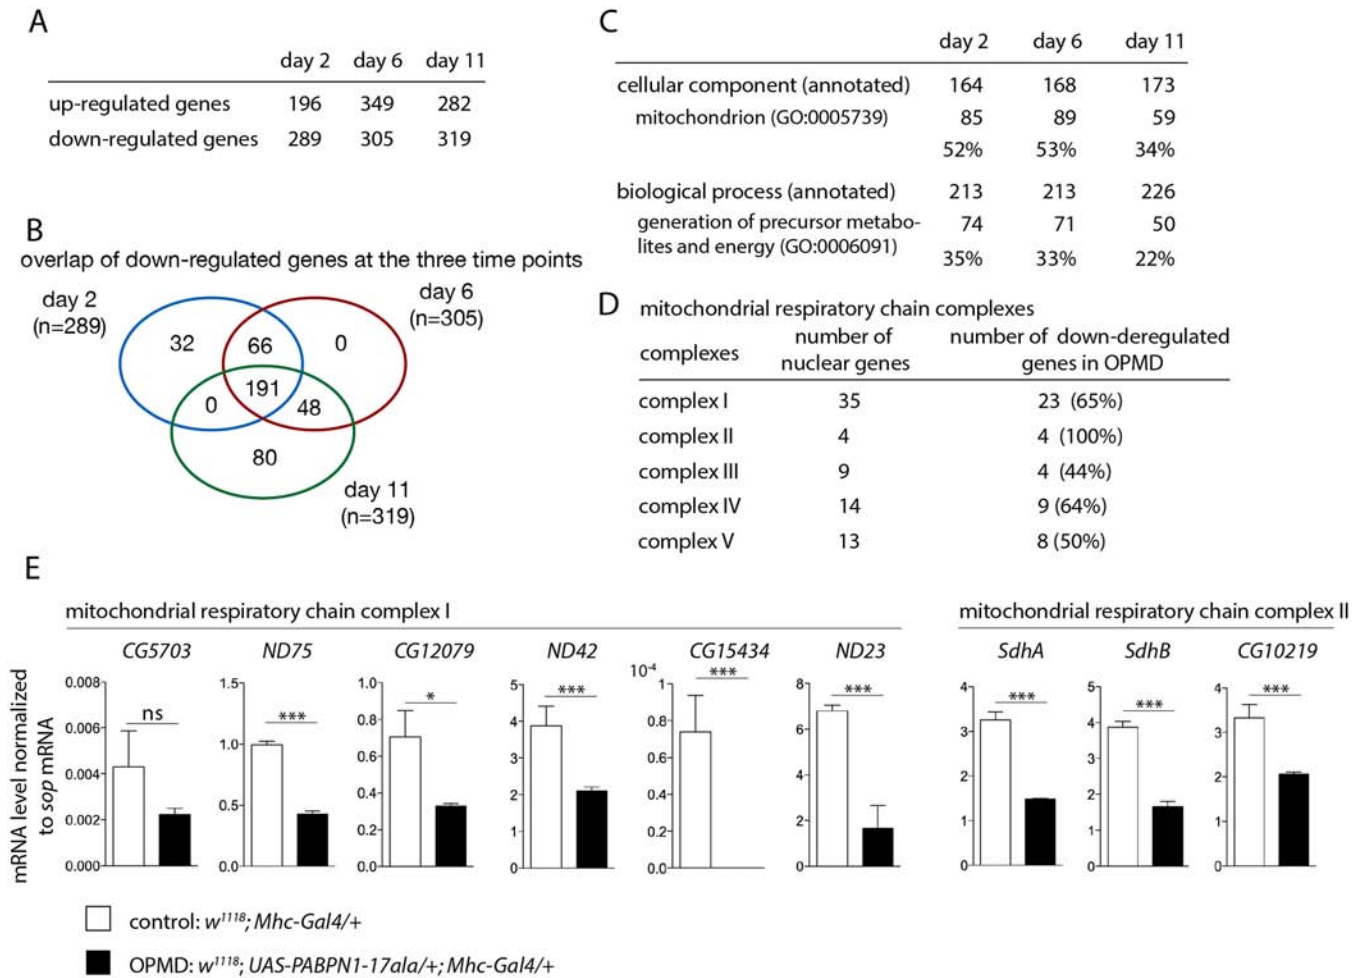 A
day 2 day 6 day 11
up-regulated genes 196 349 282
down-regulated genes 289 305 319
B
overlap of down-regulated genes at the three time points
day 2
(n=289)
day 6
(n=305)
32 66 0
191
0 48
80
day 11
(n=319)
C
day 2 day 6 day 11
cellular component (annotated) 164 168 173
mitochondrion (GO:0005739) 85 89 59
52% 53% 34%
biological process (annotated) 213 213 226
generation of precursor metabo-
lites and energy (GO:0006091)
74 71 50
35% 33% 22%
D mitochondrial respiratory chain complexes
complexes
number of
nuclear genes
number of down-deregulated
genes in OPMD
complex I 35 23 (65%)
complex II 4 4 (100%)
complex III 9 4 (44%)
complex IV 14 9 (64%)
complex V 13 8 (50%)
E
mitochondrial respiratory chain complex I
mitochondrial respiratory chain complex II
mRNA level normalized
to sop mRNA
CG5703
0.008
0.006
0.004
0.002
0.000
ns
ND75
1.5
1.0
0.5
0.0
***
CG12079
1.0
0.8
0.6
0.4
0.2
0.0
*
ND42
5
4
3
2
1
0
***
CG15434
10-4
1
0.8
0.6
0.4
0.2
0
***
ND23
8
6
4
2
0
***
SdhA
4
3
2
1
0
***
SdhB
5
4
3
2
1
0
***
CG10219
4
3
2
1
0
***
control: w1118; Mhc-Gal4/+
OPMD: w1118; UAS-PABPN1-17ala/+; Mhc-Gal4/+